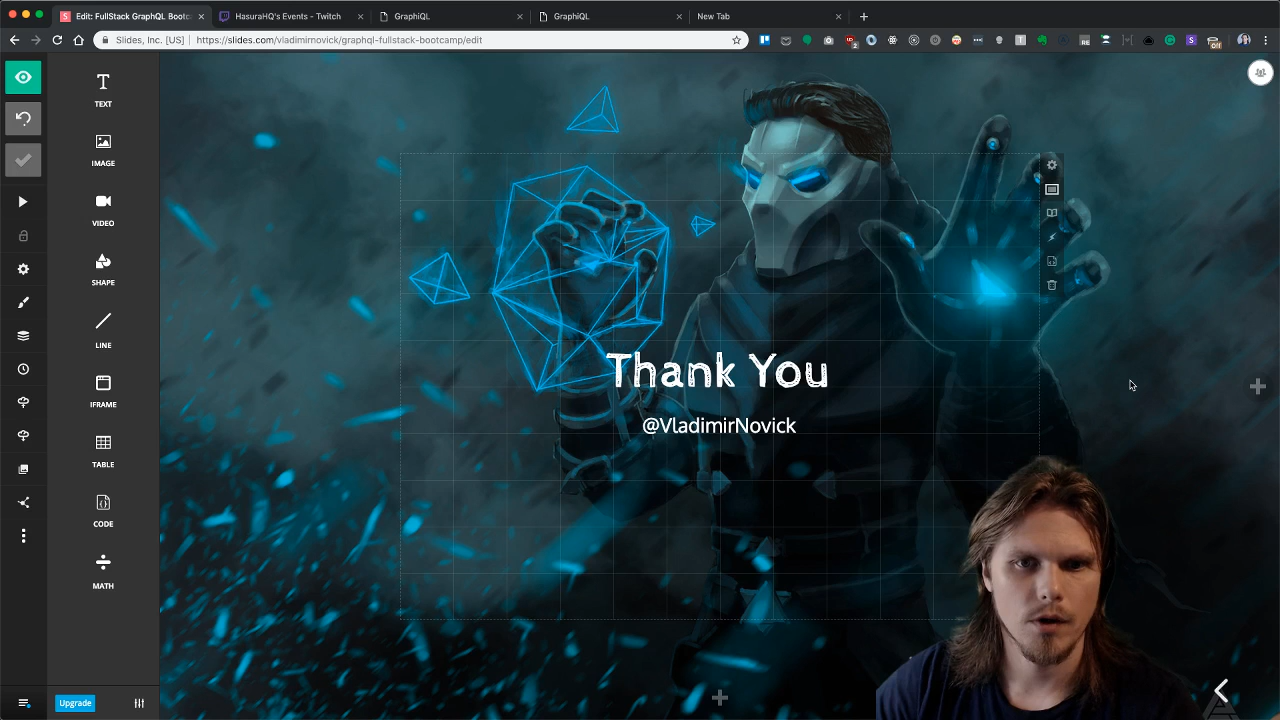 Edit: FullStack GraphQL Bootc
HasuraHQ's Events - Twitch
GraphiQL
GraphiQL
New Tab
Slides, Inc. [US]
https://slides.com/vladimirnovick/graphql-fullstack-bootcamp/edit
TEXT
IMAGE
VIDEO
SHAPE
LINE
IFRAME
TABLE
CODE
MATH
Upgrade
Thank You
@VladimirNovick